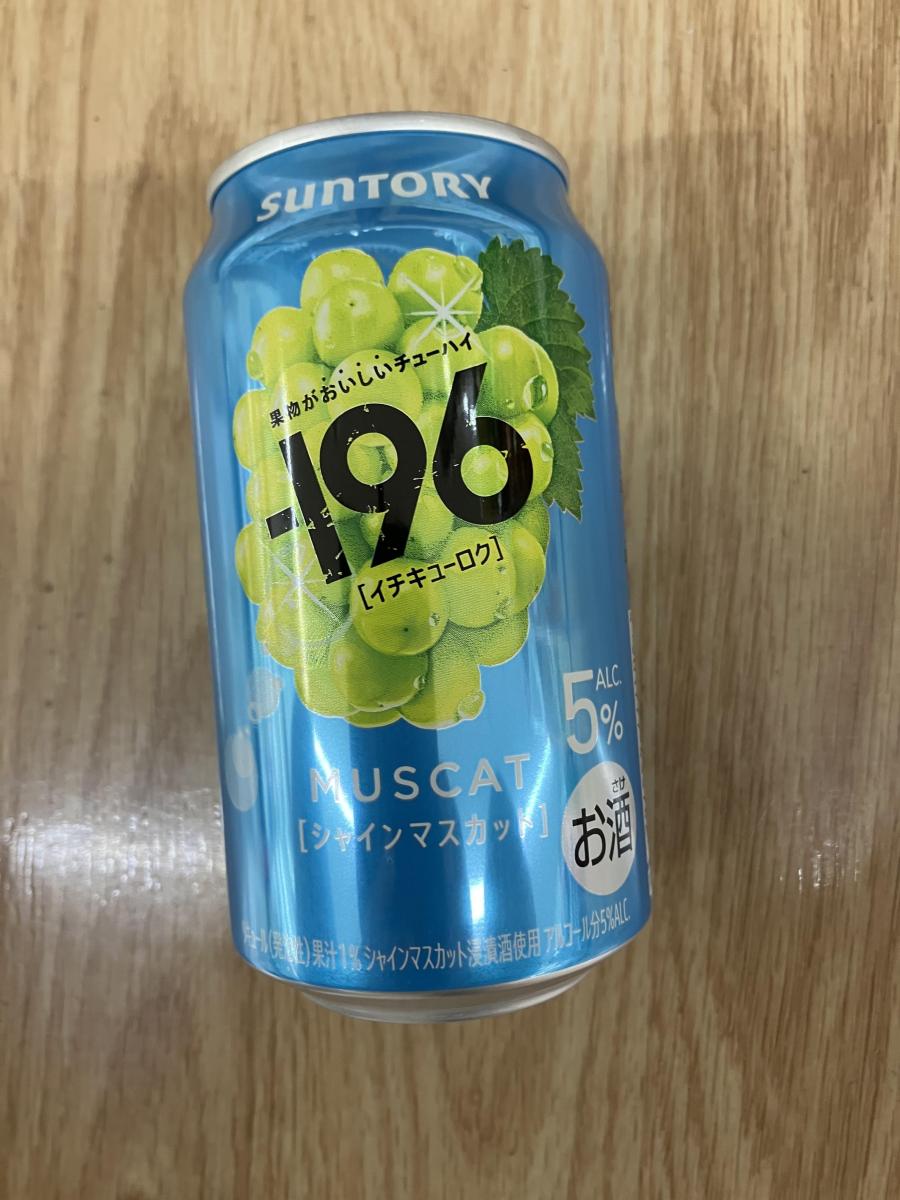 SUNTORY
果物がおいしいチューハイ
-196
[イチキューロク]
ALC.
5%
MUSCAT
[シャインマスカット]
さけ
お酒
(発泡性) 果汁1% シャインマスカット浸漬酒使用 アルコール分5%ALC.